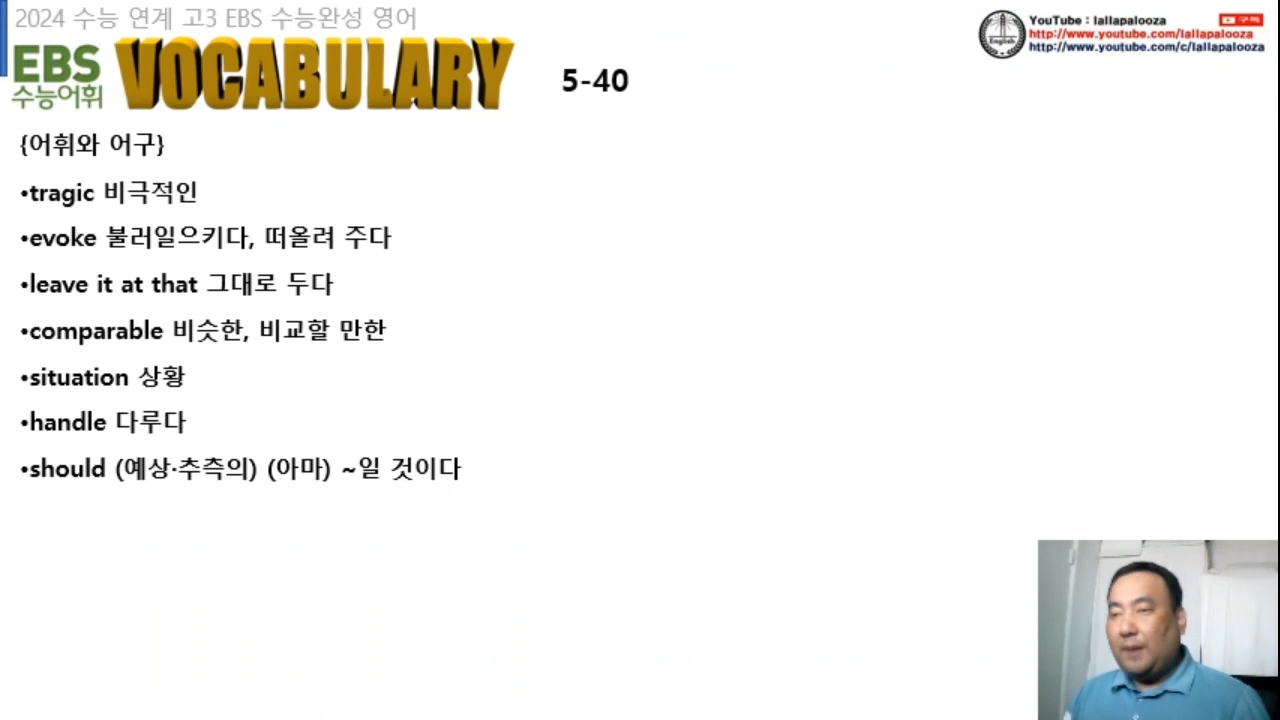 2024 수능 연계 고3 EBS 수능완성 영어
EBS
수능어휘
VOCABULARY
5-40
YouTube : lallapalooza
구독
http://www.youtube.com/lallapalooza
http://www.youtube.com/c/lallapalooza
English
{어휘와 어구}
•tragic 비극적인
•evoke 불러일으키다, 떠올려 주다
•leave it at that 그대로 두다
•comparable 비슷한, 비교할 만한
•situation 상황
•handle 다루다
•should (예상·추측의) (아마) ~일 것이다